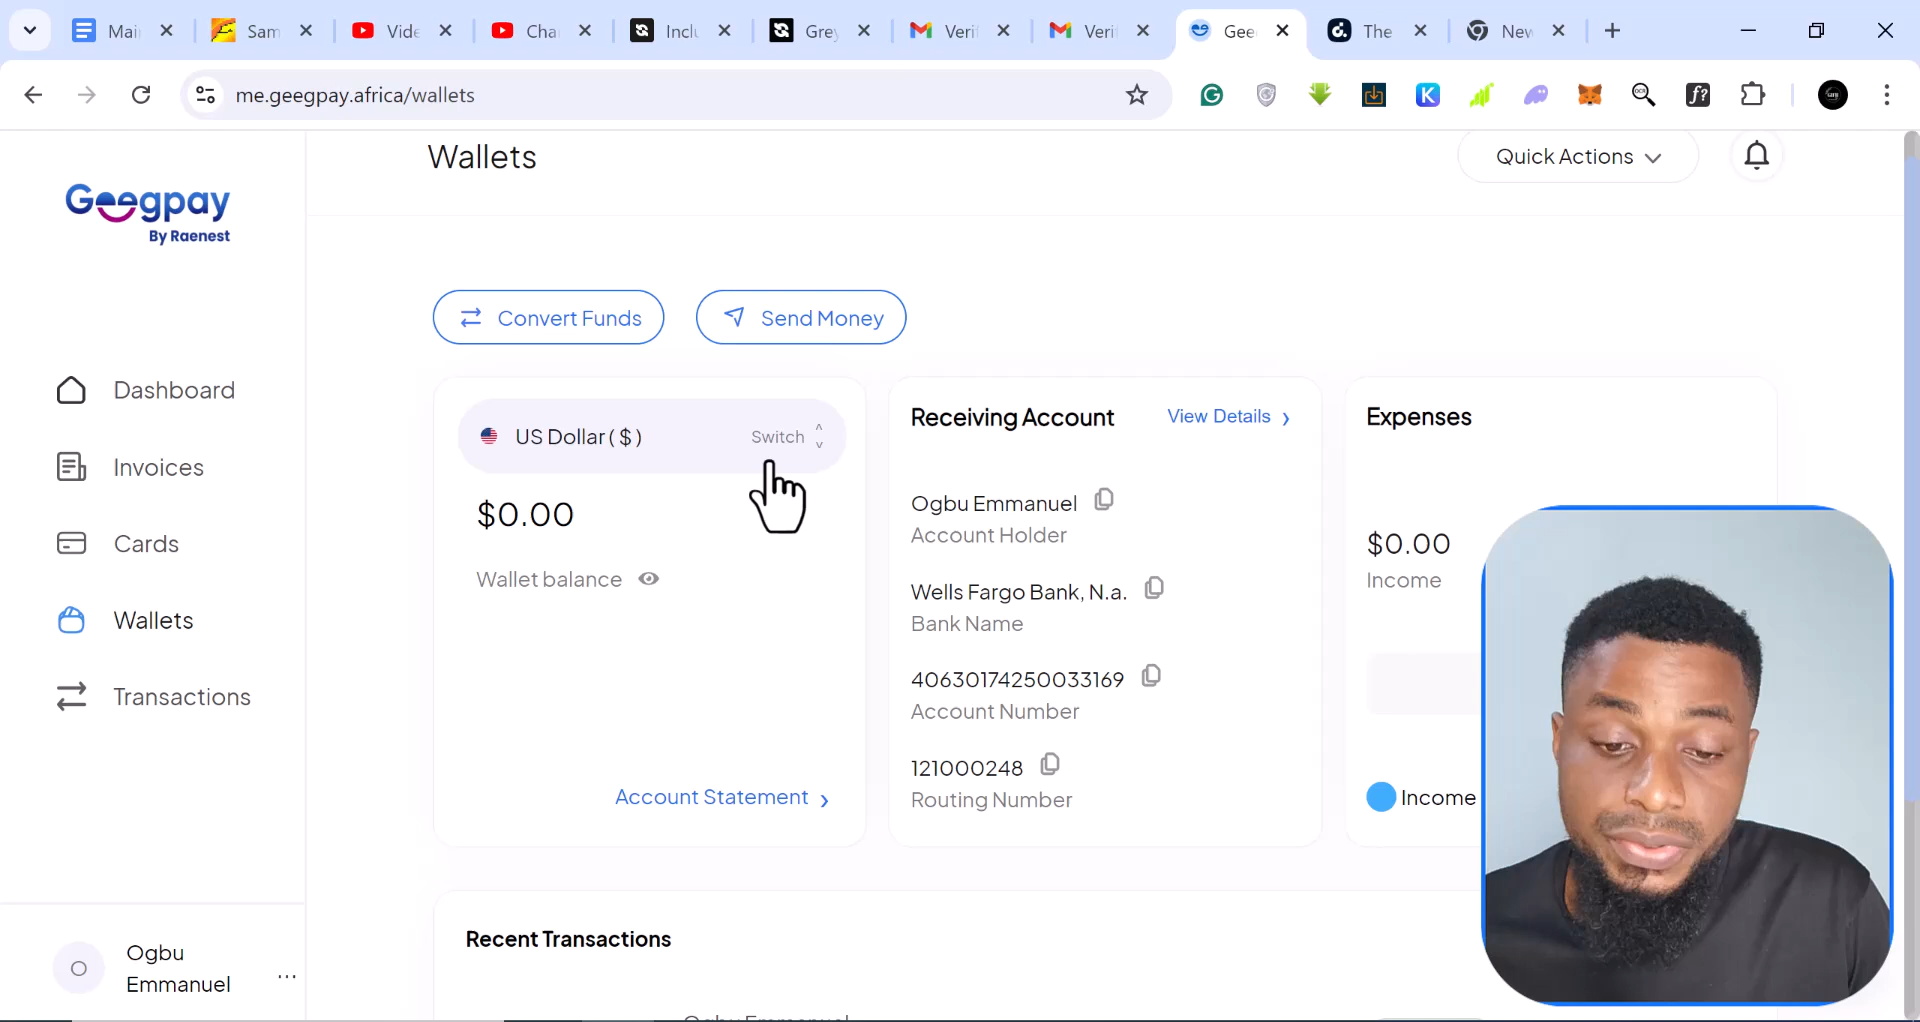 Mai
Sam
Vide
Cha
Inclu
Grey
Veri
Veri
Gee
The
New
me.geegpay.africa/wallets
Geegpay
By Raenest
Wallets
Quick Actions
Convert Funds
Send Money
Dashboard
Invoices
Cards
Wallets
Transactions
US Dollar ( $ )
Switch
$0.00
Wallet balance
Account Statement
Receiving Account
View Details
Ogbu Emmanuel
Account Holder
Wells Fargo Bank, N.a.
Bank Name
40630174250033169
Account Number
121000248
Routing Number
Expenses
$0.00
Income
Income
Recent Transactions
O
Ogbu
Emmanuel
...